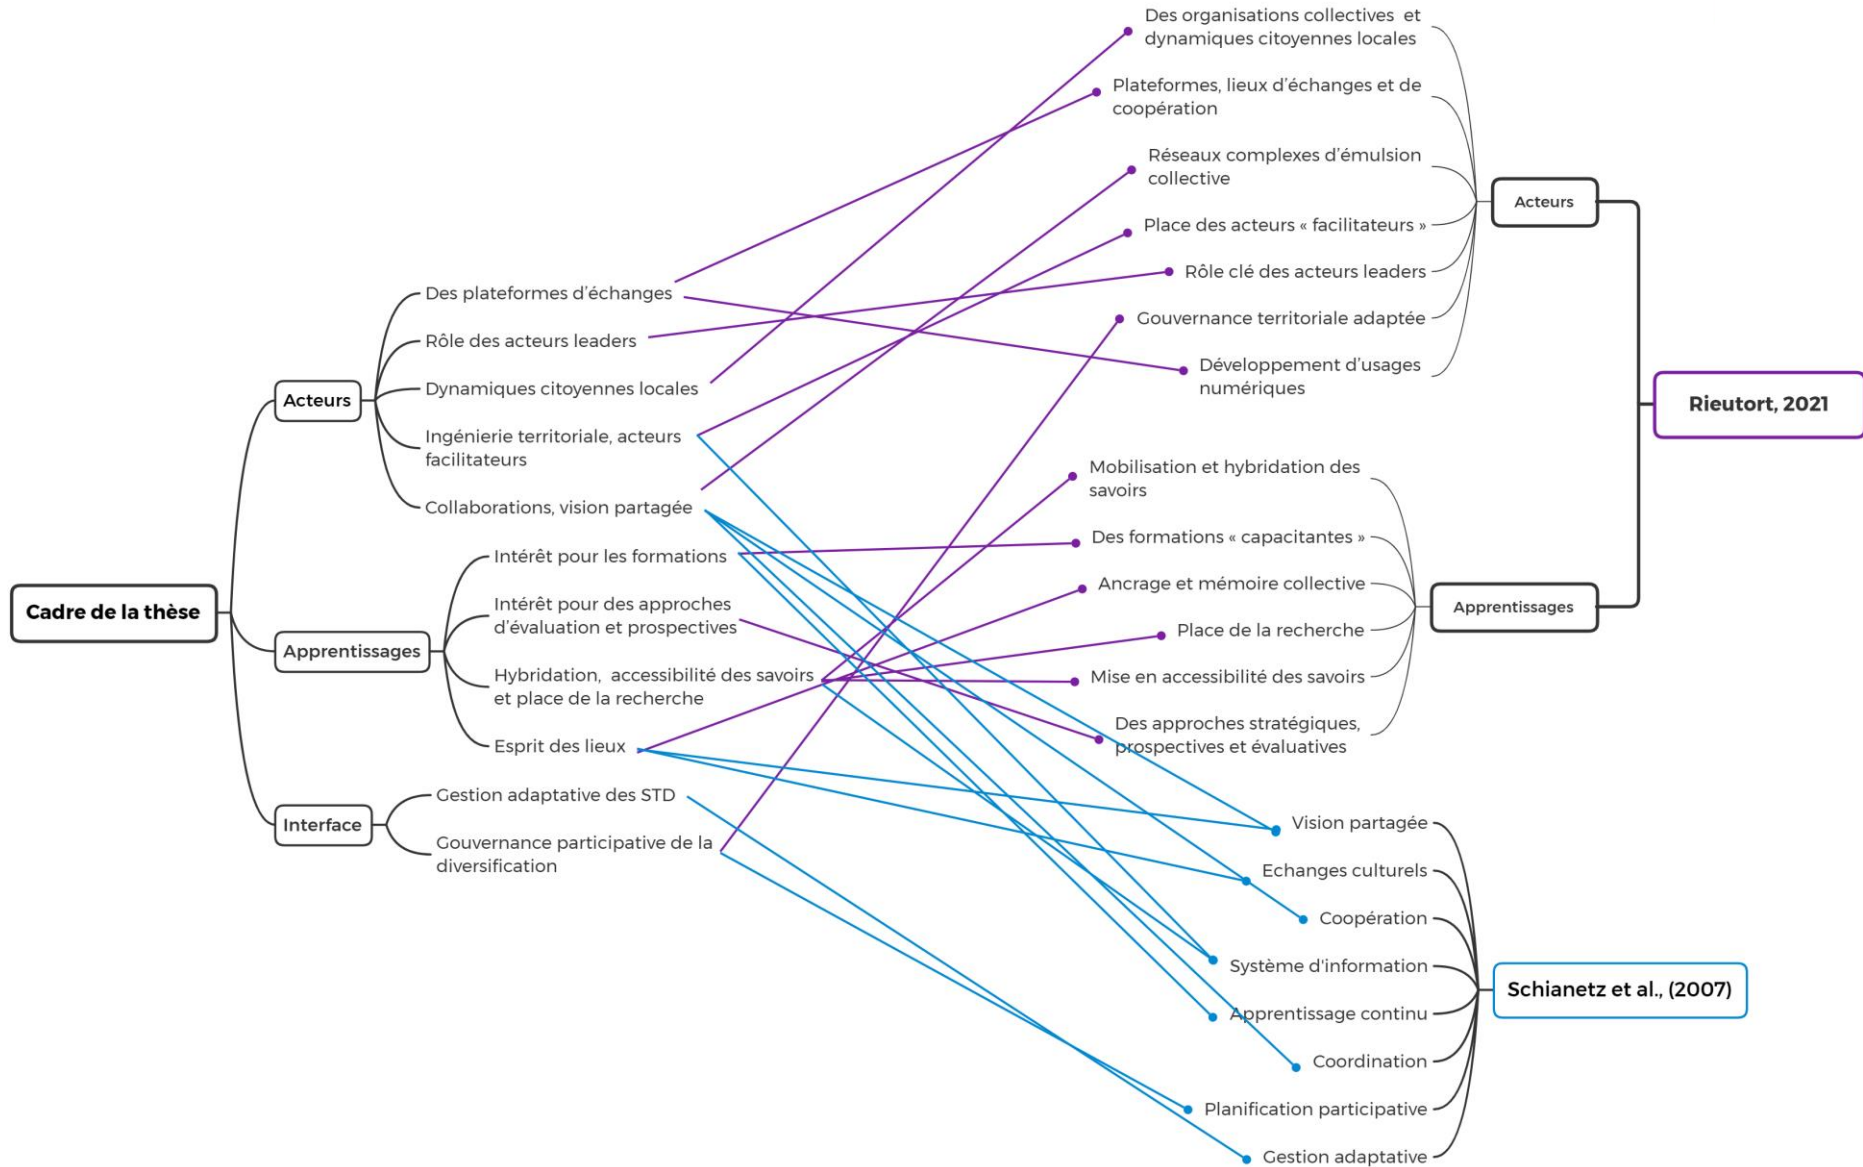 Cadre de la thèse
Acteurs
Des plateformes d’échanges
Rôle des acteurs leaders
Dynamiques citoyennes locales
Ingénierie territoriale, acteurs
facilitateurs
Collaborations, vision partagée
Apprentissages
Intérêt pour les formations
Intérêt pour des approches
d’évaluation et prospectives
Hybridation, accessibilité des savoirs
et place de la recherche
Esprit des lieux
Interface
Gestion adaptative des STD
Gouvernance participative de la
diversification
Des organisations collectives et
dynamiques citoyennes locales
Plateformes, lieux d’échanges et de
coopération
Réseaux complexes d’émulsion
collective
Place des acteurs « facilitateurs »
Rôle clé des acteurs leaders
Gouvernance territoriale adaptée
Développement d’usages
numériques
Acteurs
Rieutort, 2021
Mobilisation et hybridation des
savoirs
Des formations « capacitantes »
Ancrage et mémoire collective
Place de la recherche
Mise en accessibilité des savoirs
Des approches stratégiques,
prospectives et évaluatives
Apprentissages
Vision partagée
Echanges culturels
Coopération
Système d'information
Apprentissage continu
Coordination
Planification participative
Gestion adaptative
Schianetz et al., (2007)